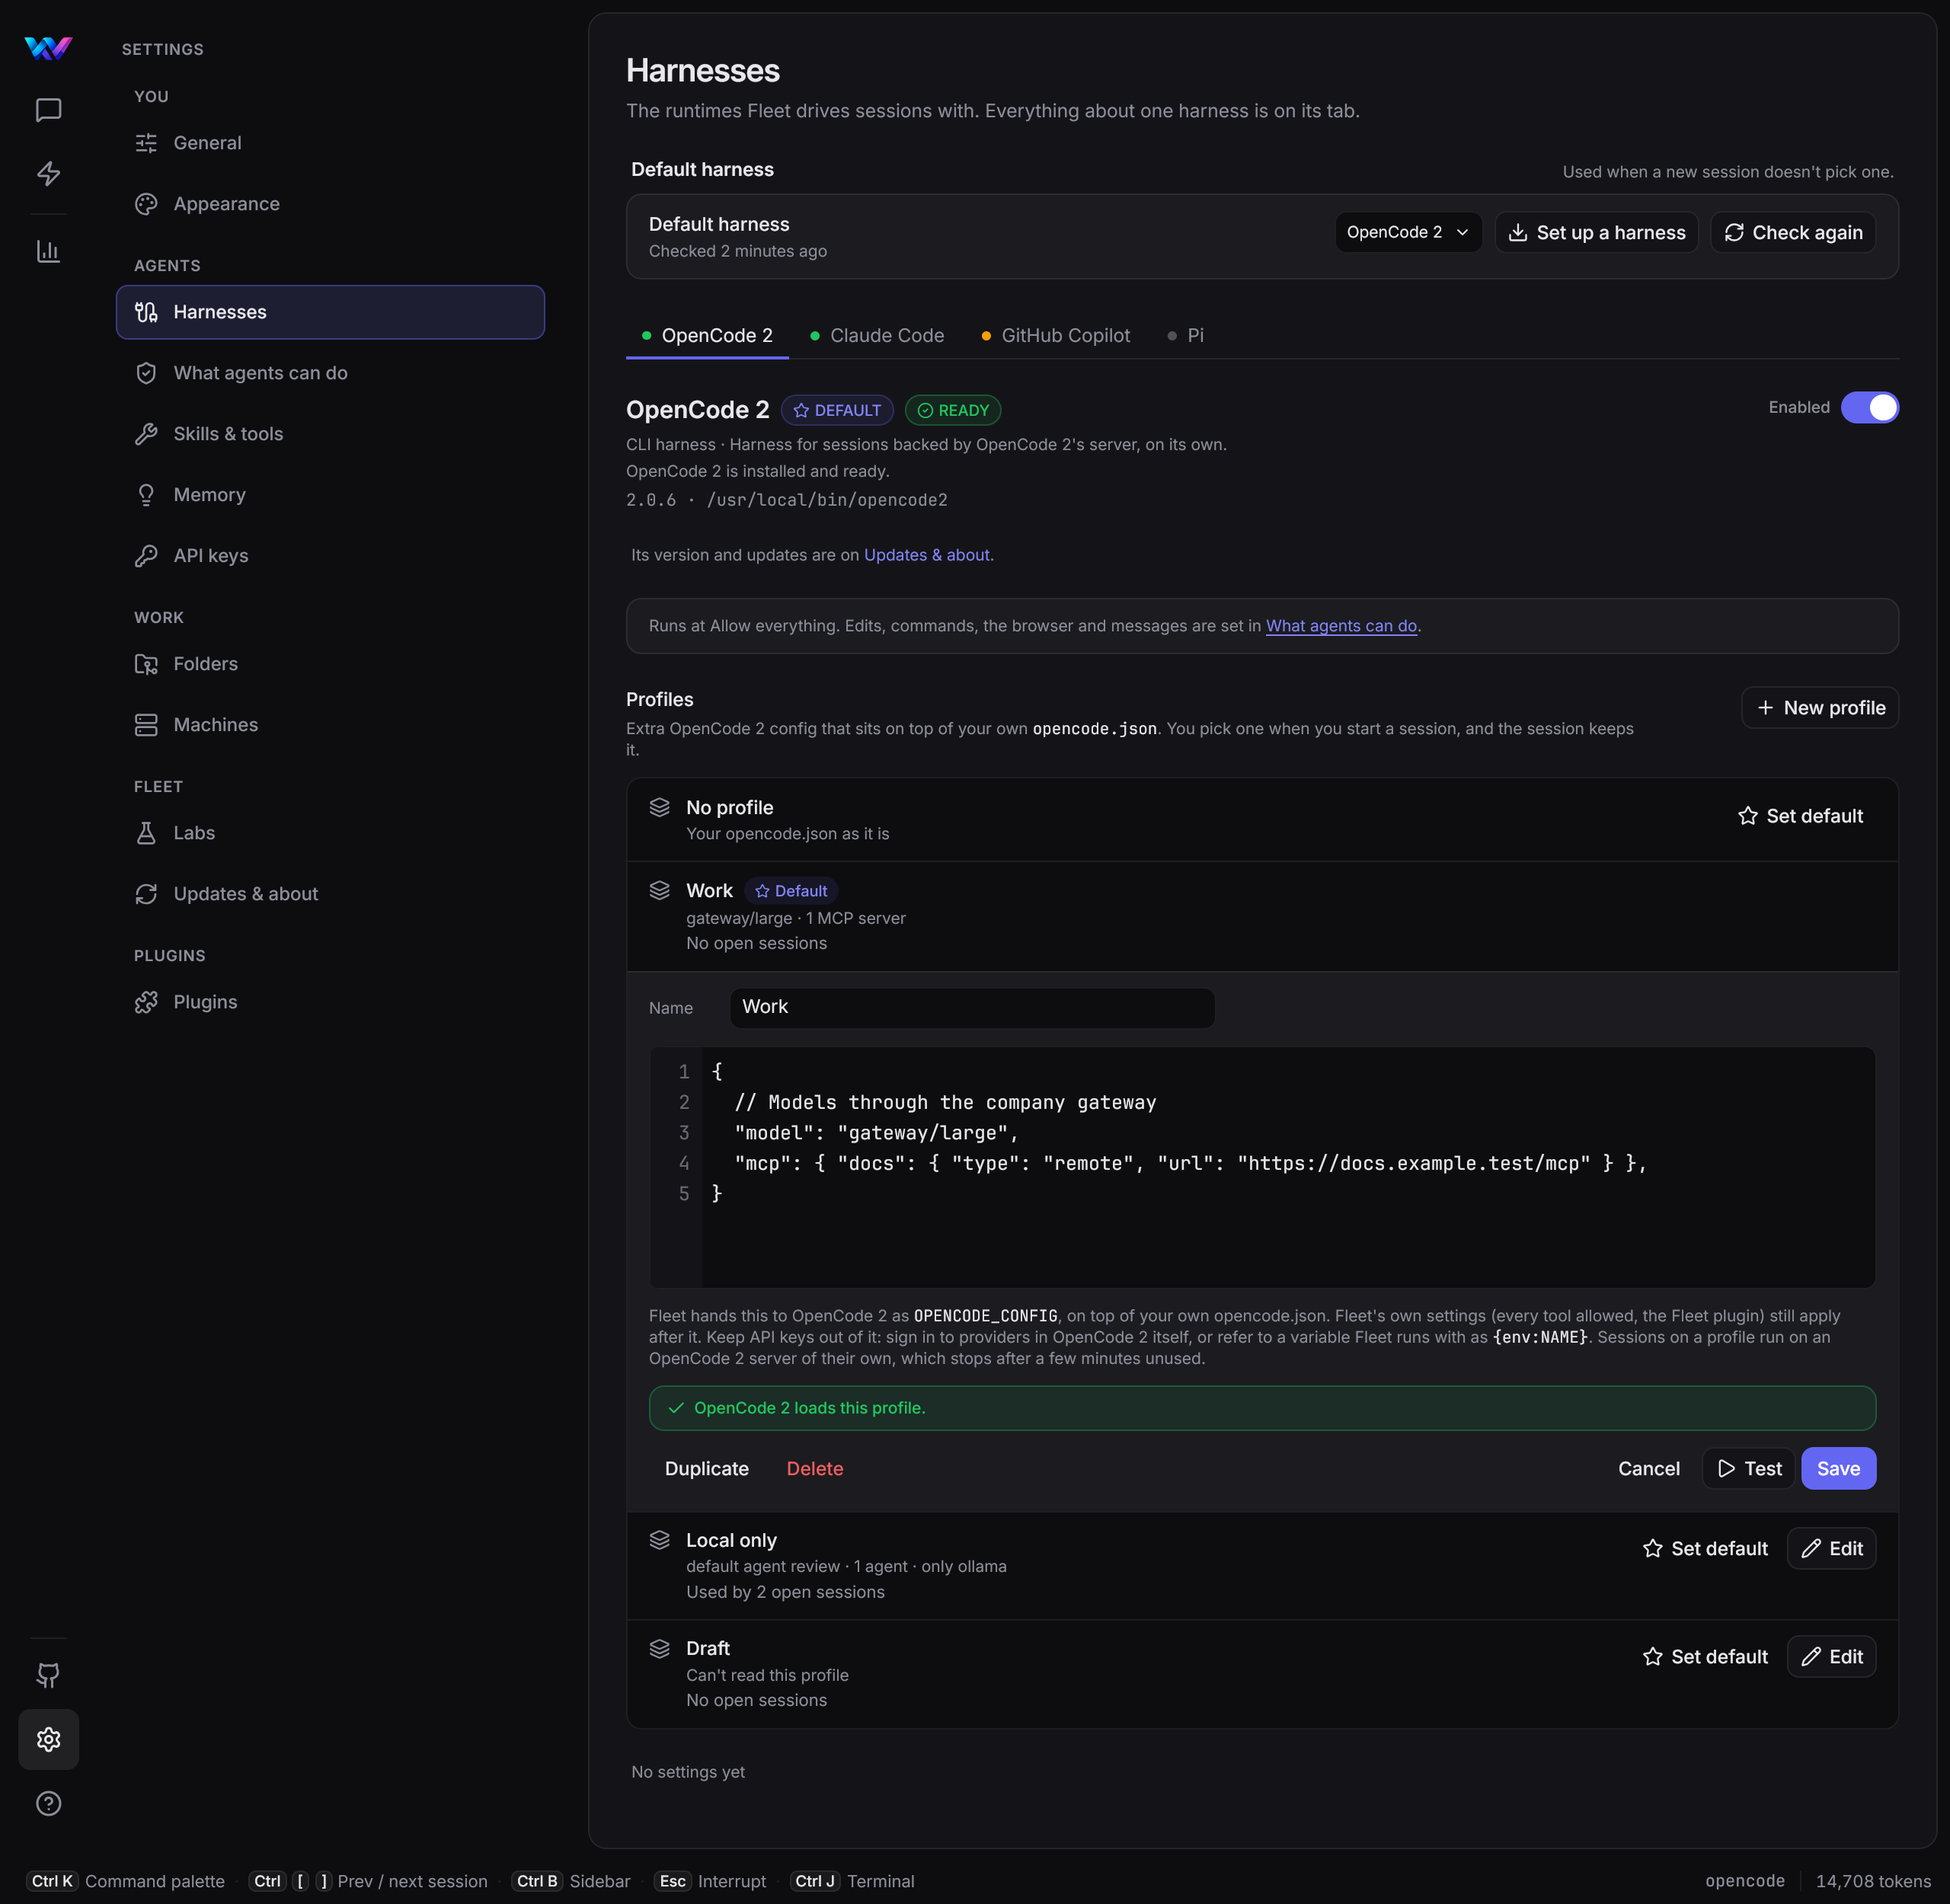 SETTINGS
YOU
General
Appearance
AGENTS
Harnesses
What agents can do
Skills & tools
Memory
API keys
WORK
Folders
Machines
FLEET
Labs
Updates & about
PLUGINS
Plugins
Harnesses
The runtimes Fleet drives sessions with. Everything about one harness is on its tab.
Default harness
Used when a new session doesn't pick one.
Default harness
Checked 2 minutes ago
OpenCode 2
Set up a harness
Check again
OpenCode 2
Claude Code
GitHub Copilot
Pi
OpenCode 2
DEFAULT
READY
Enabled
CLI harness · Harness for sessions backed by OpenCode 2's server, on its own.
OpenCode 2 is installed and ready.
2.0.6 · /usr/local/bin/opencode2
Its version and updates are on Updates & about.
Runs at Allow everything. Edits, commands, the browser and messages are set in What agents can do.
Profiles
New profile
Extra OpenCode 2 config that sits on top of your own opencode.json. You pick one when you start a session, and the session keeps
it.
No profile
Your opencode.json as it is
Set default
Work
Default
gateway/large · 1 MCP server
No open sessions
Name
Work
1 {
2 // Models through the company gateway
3 "model": "gateway/large",
4 "mcp": { "docs": { "type": "remote", "url": "https://docs.example.test/mcp" } },
5 }
Fleet hands this to OpenCode 2 as OPENCODE_CONFIG, on top of your own opencode.json. Fleet's own settings (every tool allowed, the Fleet plugin) still apply
after it. Keep API keys out of it: sign in to providers in OpenCode 2 itself, or refer to a variable Fleet runs with as {env:NAME}. Sessions on a profile run on an
OpenCode 2 server of their own, which stops after a few minutes unused.
OpenCode 2 loads this profile.
Duplicate
Delete
Cancel
Test
Save
Local only
default agent review · 1 agent · only ollama
Used by 2 open sessions
Set default
Edit
Draft
Can't read this profile
No open sessions
Set default
Edit
No settings yet
Ctrl K Command palette · Ctrl [ ] Prev / next session · Ctrl B Sidebar · Esc Interrupt · Ctrl J Terminal
opencode
14,708 tokens